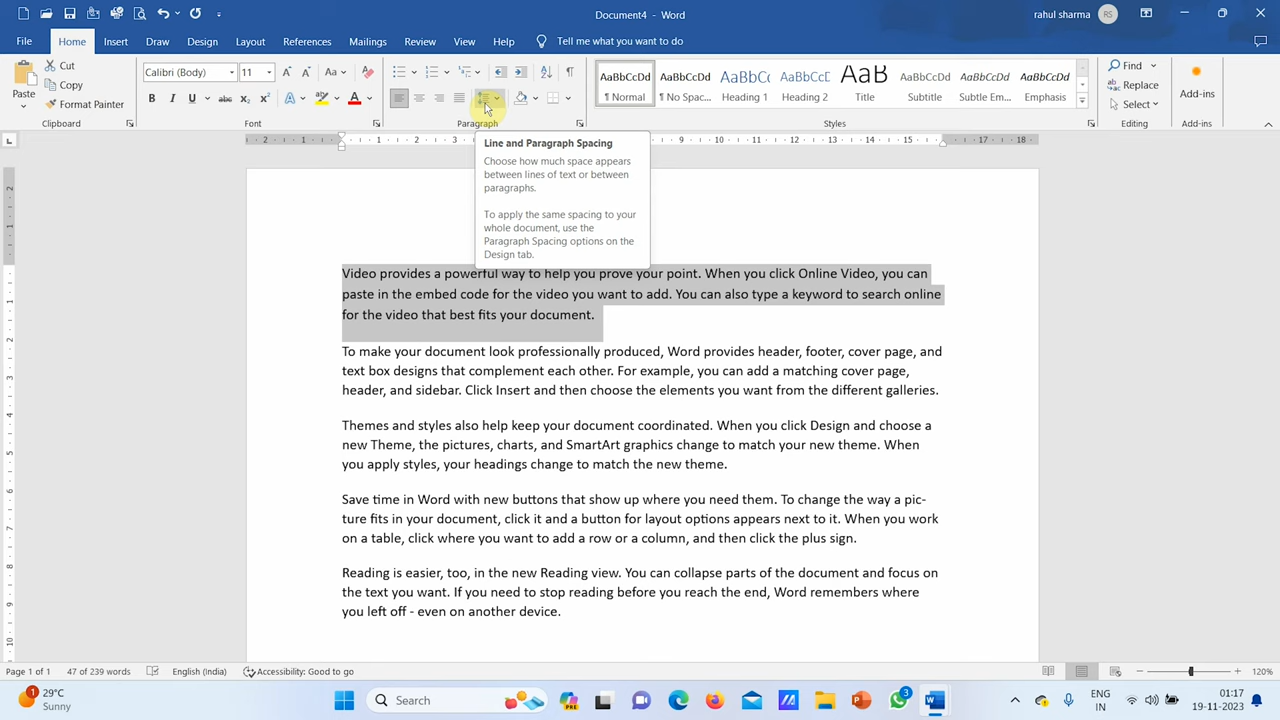 Document4 - Word
rahul sharma RS
File Home Insert Draw Design Layout References Mailings Review View Help Tell me what you want to do
Paste
Cut
Copy
Format Painter
Clipboard
Calibri (Body) 11
Font
Paragraph
AaBbCcDd ¶ Normal
AaBbCcDd ¶ No Spac...
AaBbCc Heading 1
AaBbCcE Heading 2
AaB Title
AaBbCcD Subtitle
AaBbCcDd Subtle Em...
AaBbCcDd Emphasis
Styles
Find
Replace
Select
Editing
Add-ins
Add-ins
Line and Paragraph Spacing
Choose how much space appears
between lines of text or between
paragraphs.
To apply the same spacing to your
whole document, use the
Paragraph Spacing options on the
Design tab.
Video provides a powerful way to help you prove your point. When you click Online Video, you can
paste in the embed code for the video you want to add. You can also type a keyword to search online
for the video that best fits your document.
To make your document look professionally produced, Word provides header, footer, cover page, and
text box designs that complement each other. For example, you can add a matching cover page,
header, and sidebar. Click Insert and then choose the elements you want from the different galleries.
Themes and styles also help keep your document coordinated. When you click Design and choose a
new Theme, the pictures, charts, and SmartArt graphics change to match your new theme. When
you apply styles, your headings change to match the new theme.
Save time in Word with new buttons that show up where you need them. To change the way a pic-
ture fits in your document, click it and a button for layout options appears next to it. When you work
on a table, click where you want to add a row or a column, and then click the plus sign.
Reading is easier, too, in the new Reading view. You can collapse parts of the document and focus on
the text you want. If you need to stop reading before you reach the end, Word remembers where
you left off - even on another device.
Page 1 of 1 47 of 239 words English (India) Accessibility: Good to go 120%
29°C
Sunny
Search
ENG
IN
01:17
19-11-2023